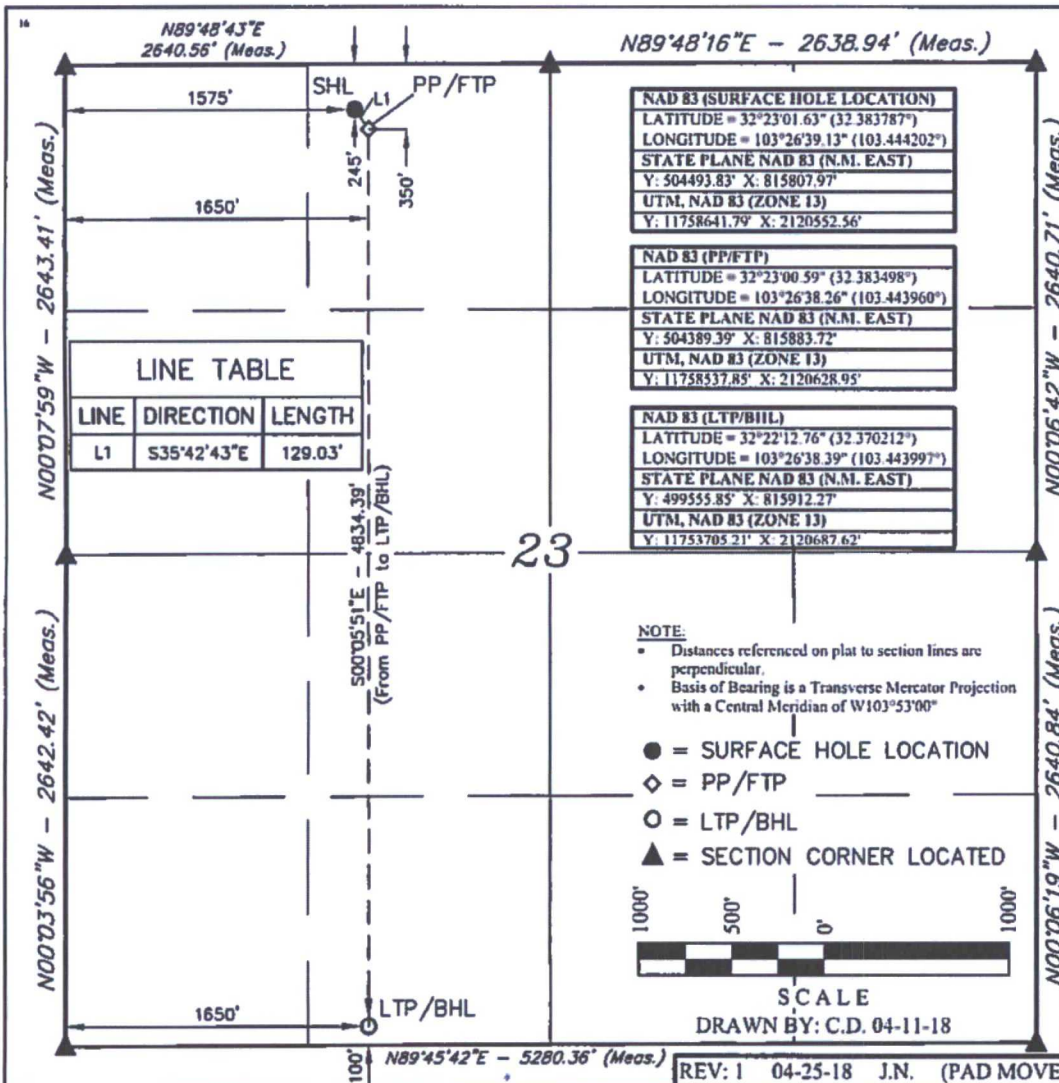 16
N89°48'43"E
2640.56' (Meas.)
N89°48'16"E - 2638.94' (Meas.)
1575'
SHL
L1
PP/FTP
245'
350'
1650'
N00°07'59"W - 2643.41' (Meas.)
N00°06'42"W - 2640.71' (Meas.)
NAD 83 (SURFACE HOLE LOCATION)
LATITUDE = 32°23'01.63" (32.383787°)
LONGITUDE = 103°26'39.13" (103.444202°)
STATE PLANE NAD 83 (N.M. EAST)
Y: 504493.83' X: 815807.97'
UTM, NAD 83 (ZONE 13)
Y: 11758641.79' X: 2120552.56'
NAD 83 (PP/FTP)
LATITUDE = 32°23'00.59" (32.383498°)
LONGITUDE = 103°26'38.26" (103.443960°)
STATE PLANE NAD 83 (N.M. EAST)
Y: 504389.39' X: 815883.72'
UTM, NAD 83 (ZONE 13)
Y: 11758537.85' X: 2120628.95'
NAD 83 (LTP/BHL)
LATITUDE = 32°22'12.76" (32.370212°)
LONGITUDE = 103°26'38.39" (103.443997°)
STATE PLANE NAD 83 (N.M. EAST)
Y: 499555.85' X: 815912.27'
UTM, NAD 83 (ZONE 13)
Y: 11753705.21' X: 2120687.62'
LINE TABLE
LINE DIRECTION LENGTH
L1 S35°42'43"E 129.03'
S00°05'51"E - 4834.39'
(From PP/FTP to LTP/BHL)
23
N00°03'56"W - 2642.42' (Meas.)
N00°06'19"W - 2640.84' (Meas.)
NOTE:
• Distances referenced on plat to section lines are
perpendicular.
• Basis of Bearing is a Transverse Mercator Projection
with a Central Meridian of W103°53'00"
= SURFACE HOLE LOCATION
= PP/FTP
= LTP/BHL
= SECTION CORNER LOCATED
1000' 500' 0' 1000'
SCALE
DRAWN BY: C.D. 04-11-18
1650'
LTP/BHL
100'
N89°45'42"E - 5280.36' (Meas.)
REV: 1 04-25-18 J.N. (PAD MOVE